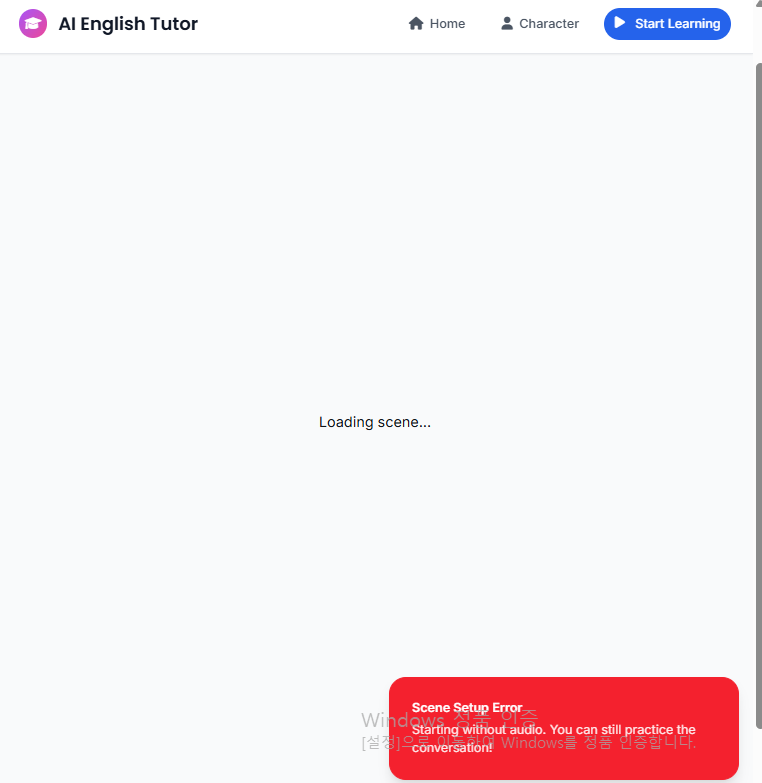 AI English Tutor
Home
Character
Start Learning
Loading scene...
Scene Setup Error
Starting without audio. You can still practice the
conversation!
Windows 정품 인증
[설정]으로 이동하여 Windows를 정품 인증합니다.